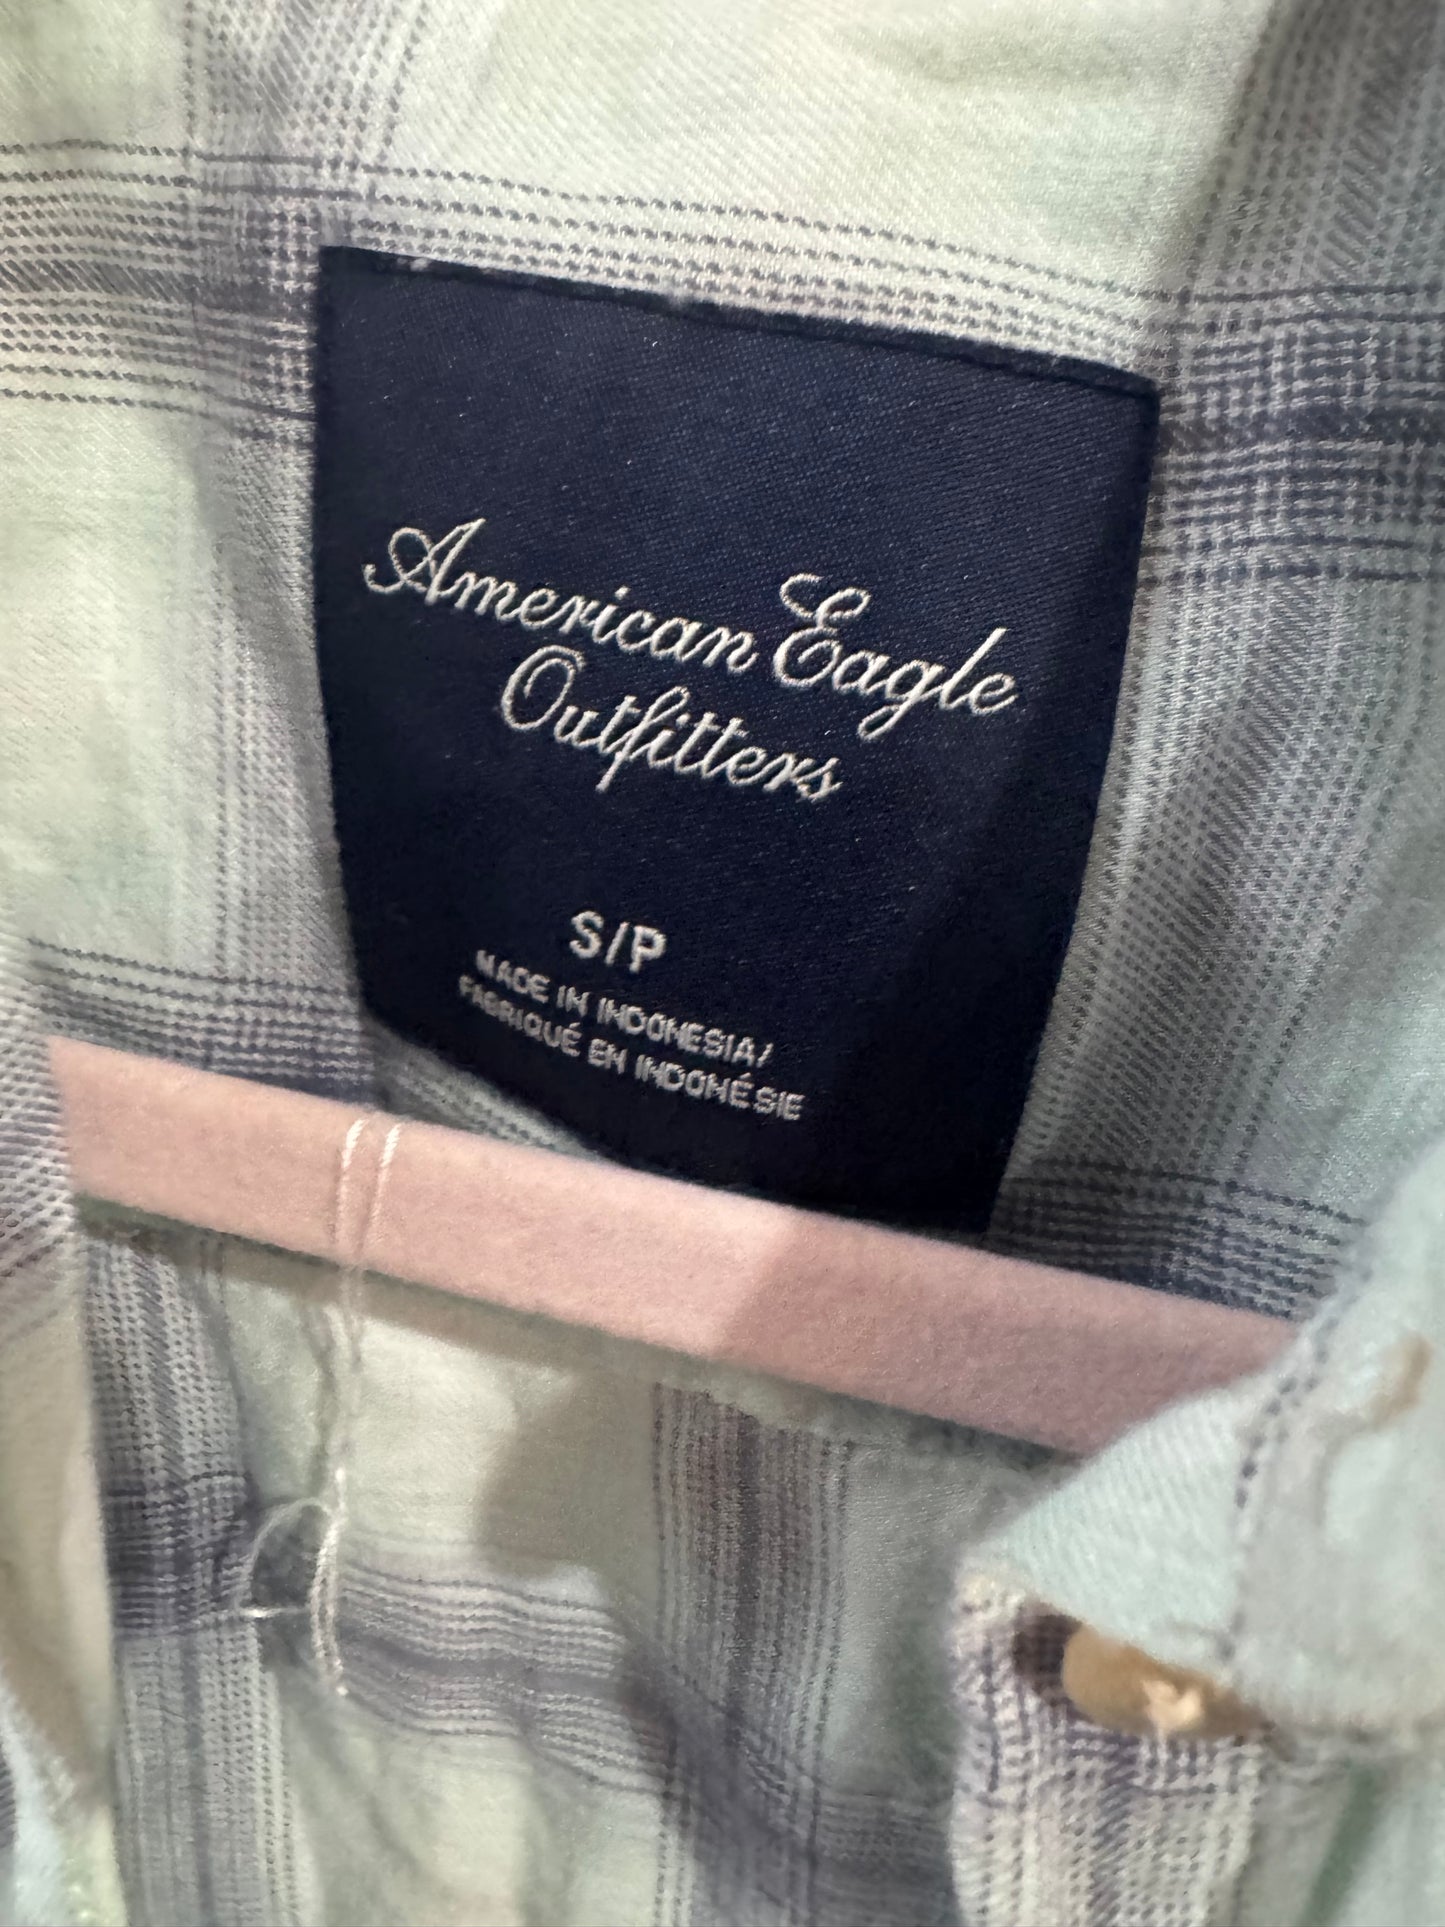 American Eagle
Outfitters
S/P
MADE IN INDONESIA/
FABRIQUÉ EN INDONÉSIE